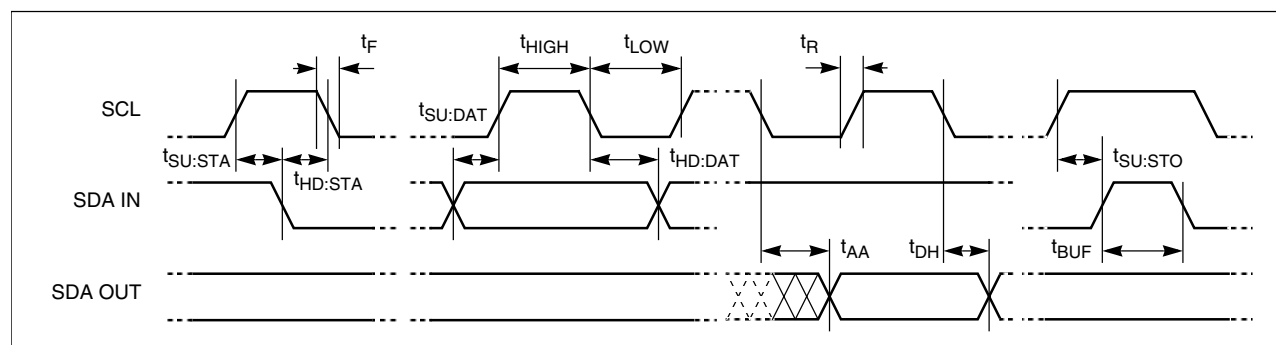 tF tHIGH tLOW tR
SCL
tSU:DAT
tSU:STA tHD:STA tHD:DAT tSU:STO
SDA IN
tAA tDH tBUF
SDA OUT